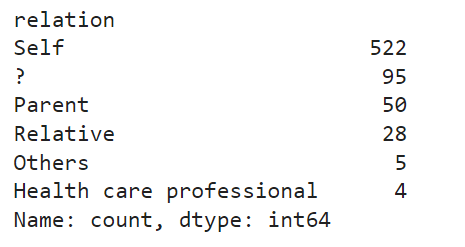 relation
Self 522
? 95
Parent 50
Relative 28
Others 5
Health care professional 4
Name: count, dtype: int64